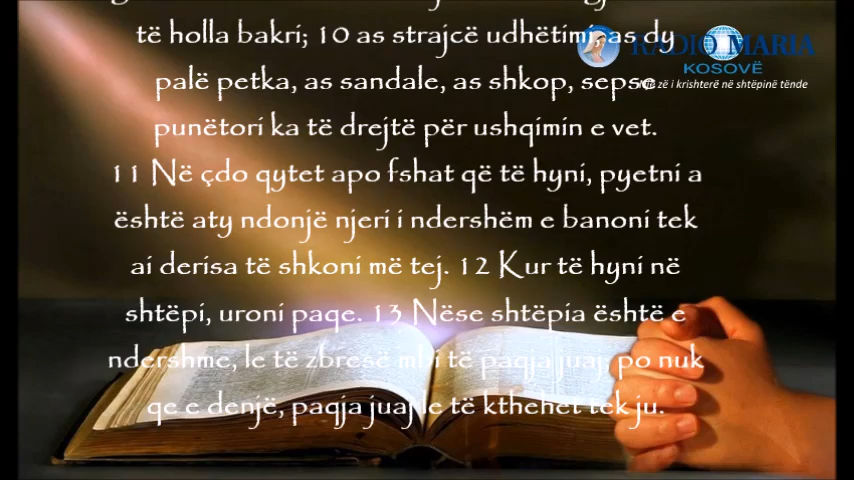 të holla bakri; 10 as strajcë udhëtimi, as dy
palë petka, as sandale, as shkop, sepse
punëtori ka të drejtë për ushqimin e vet.
11 Në çdo qytet apo fshat që të hyni, pyetni a
është aty ndonjë njeri i ndershëm e banoni tek
ai derisa të shkoni më tej. 12 Kur të hyni në
shtëpi, uroni paqe. 13 Nëse shtëpia është e
ndershme, le të zbresë mbi të paqja juaj; po nuk
qe e denjë, paqja juaj le të kthehet tek ju.
RADIO MARIA
KOSOVË
Një zë i krishterë në shtëpinë tënde